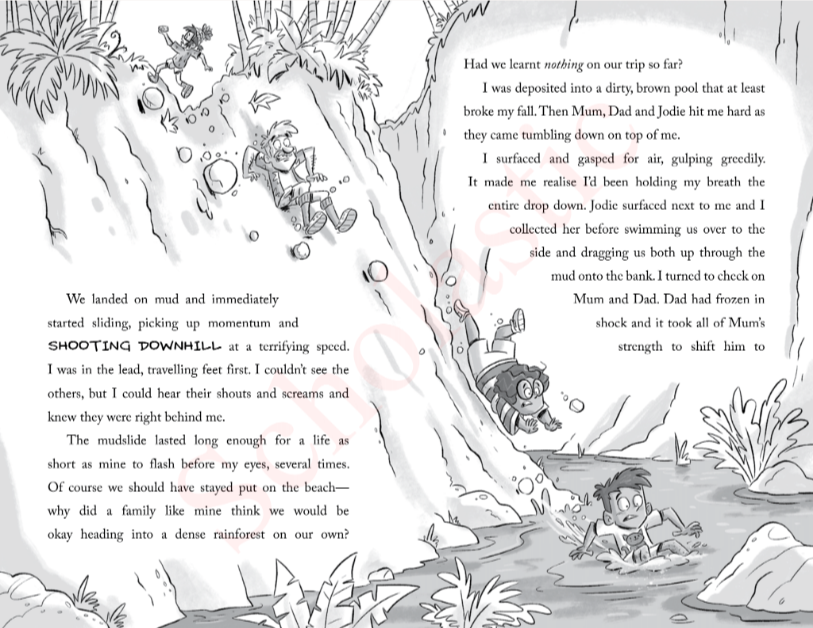 We landed on mud and immediately
started sliding, picking up momentum and
SHOOTING DOWNHILL at a terrifying speed.
I was in the lead, travelling feet first. I couldn't see the
others, but I could hear their shouts and screams and
knew they were right behind me.
The mudslide lasted long enough for a life as
short as mine to flash before my eyes, several times.
Of course we should have stayed put on the beach—
why did a family like mine think we would be
okay heading into a dense rainforest on our own?
Had we learnt nothing on our trip so far?
I was deposited into a dirty, brown pool that at least
broke my fall. Then Mum, Dad and Jodie hit me hard as
they came tumbling down on top of me.
I surfaced and gasped for air, gulping greedily.
It made me realise I'd been holding my breath the
entire drop down. Jodie surfaced next to me and I
collected her before swimming us over to the
side and dragging us both up through the
mud onto the bank. I turned to check on
Mum and Dad. Dad had frozen in
shock and it took all of Mum's
strength to shift him to
Scholastic